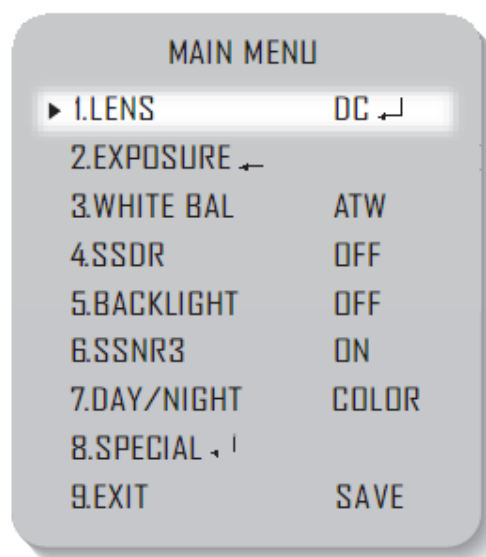 MAIN MENU
1.LENS DC ↵
2.EXPOSURE ←
3.WHITE BAL ATW
4.SSDR OFF
5.BACKLIGHT OFF
6.SSNR3 ON
7.DAY/NIGHT COLOR
8.SPECIAL ↵
9.EXIT SAVE